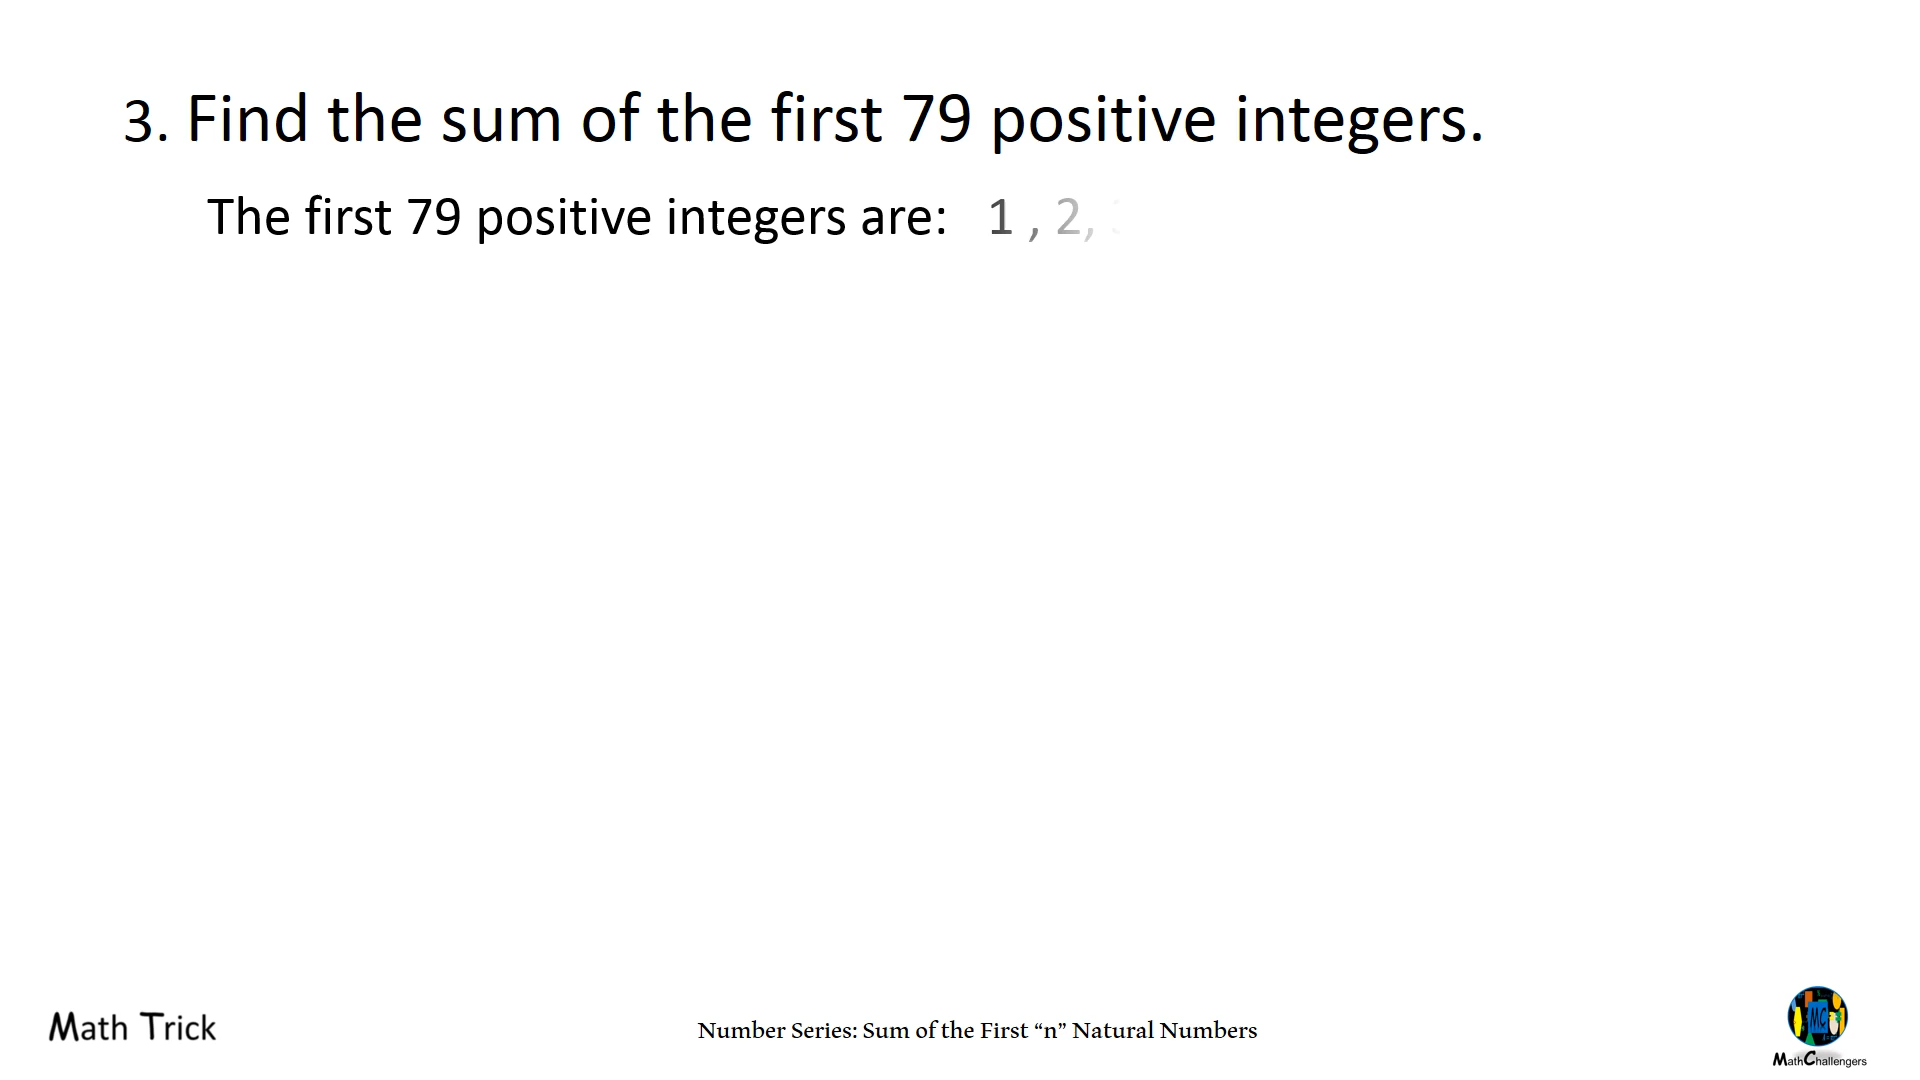 3. Find the sum of the first 79 positive integers.
The first 79 positive integers are: 1 , 2,
Math Trick
Number Series: Sum of the First “n” Natural Numbers
MC
MathChallengers